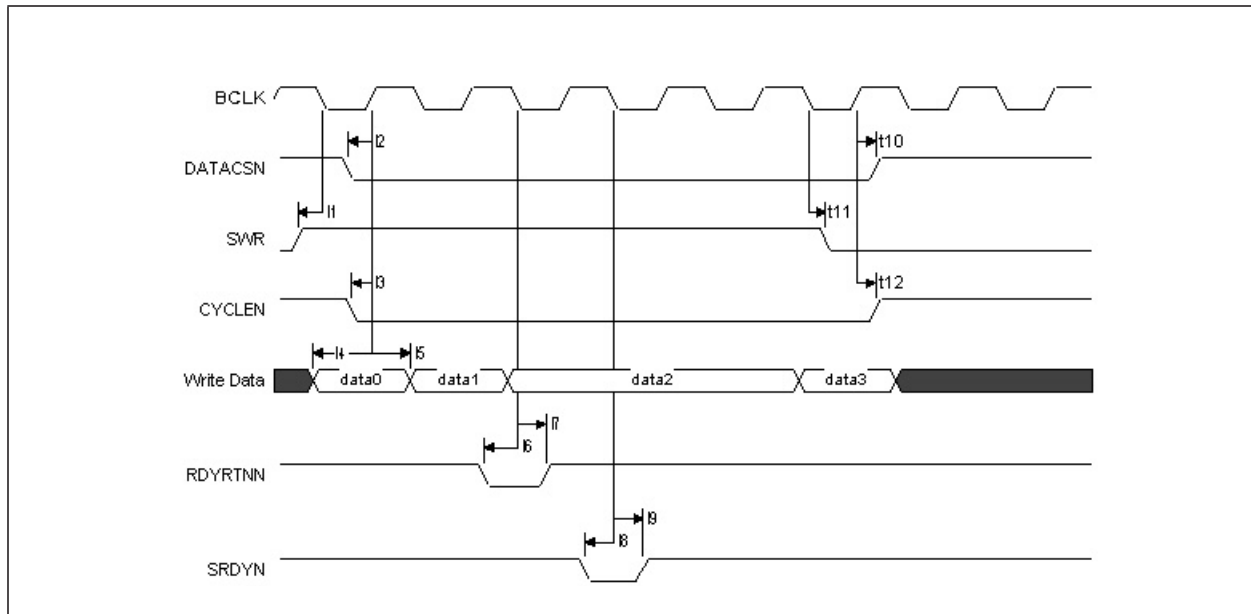 BCLK
t2
t10
DATACSN
t1
t11
SWR
t3
t12
CYCLEN
t4
t5
Write Data
data0
data1
data2
data3
t7
t6
RDYRTNN
t9
t8
SRDYN